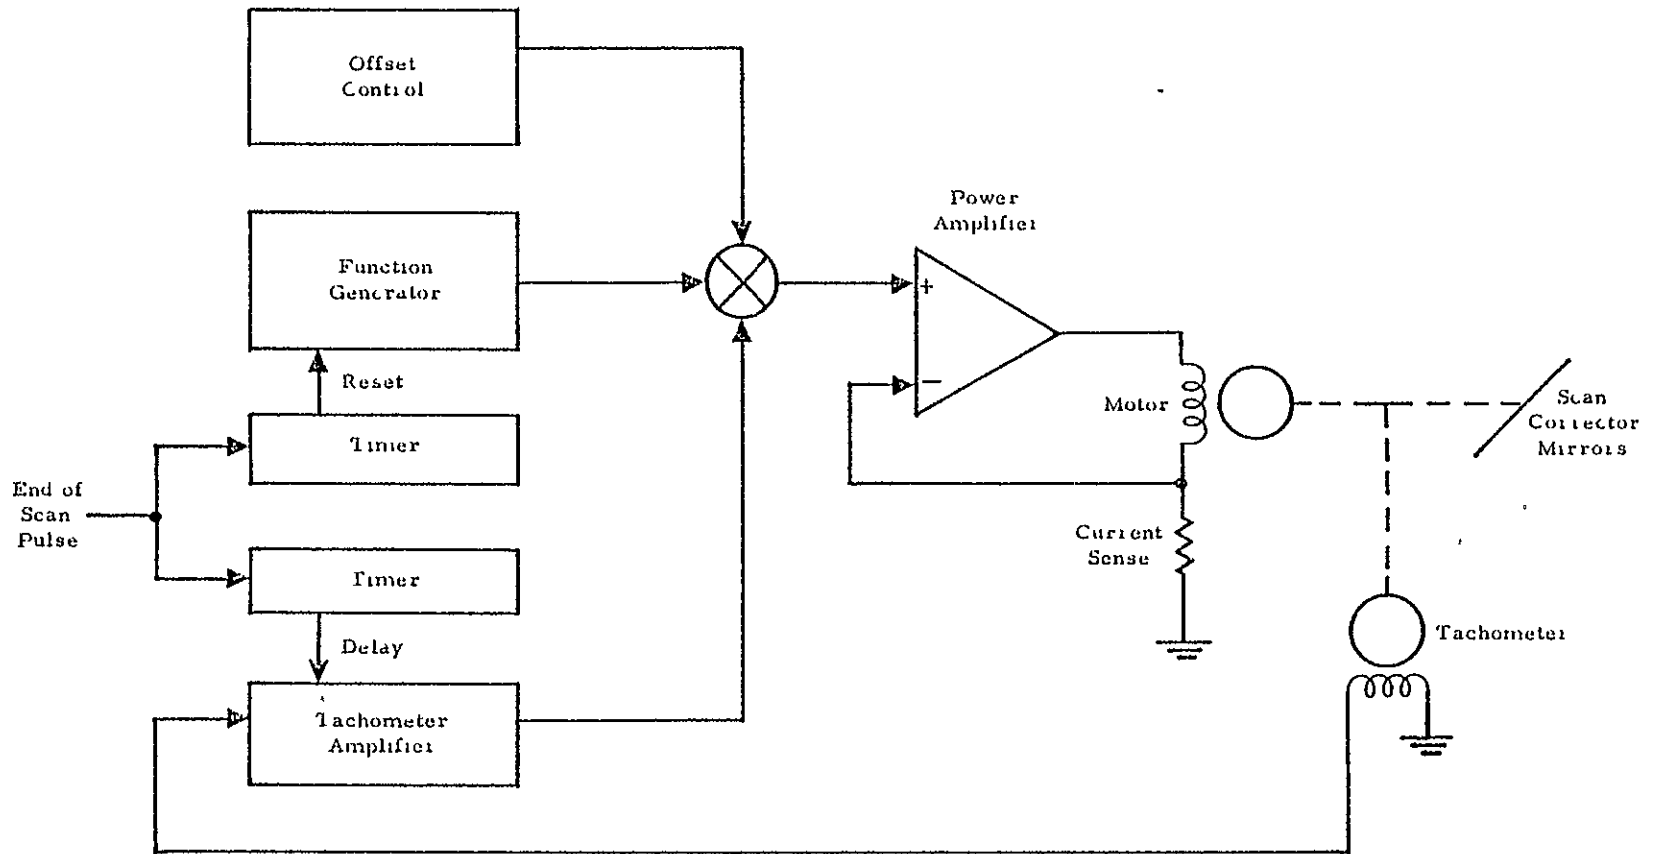 Offset
Control
Power
Amplifier
Function
Generator
+
Reset
−
Timer
Motor
Scan
Corrector
Mirrors
End of
Scan
Pulse
Current
Sense
Timer
Delay
Tachometer
Tachometer
Amplifier